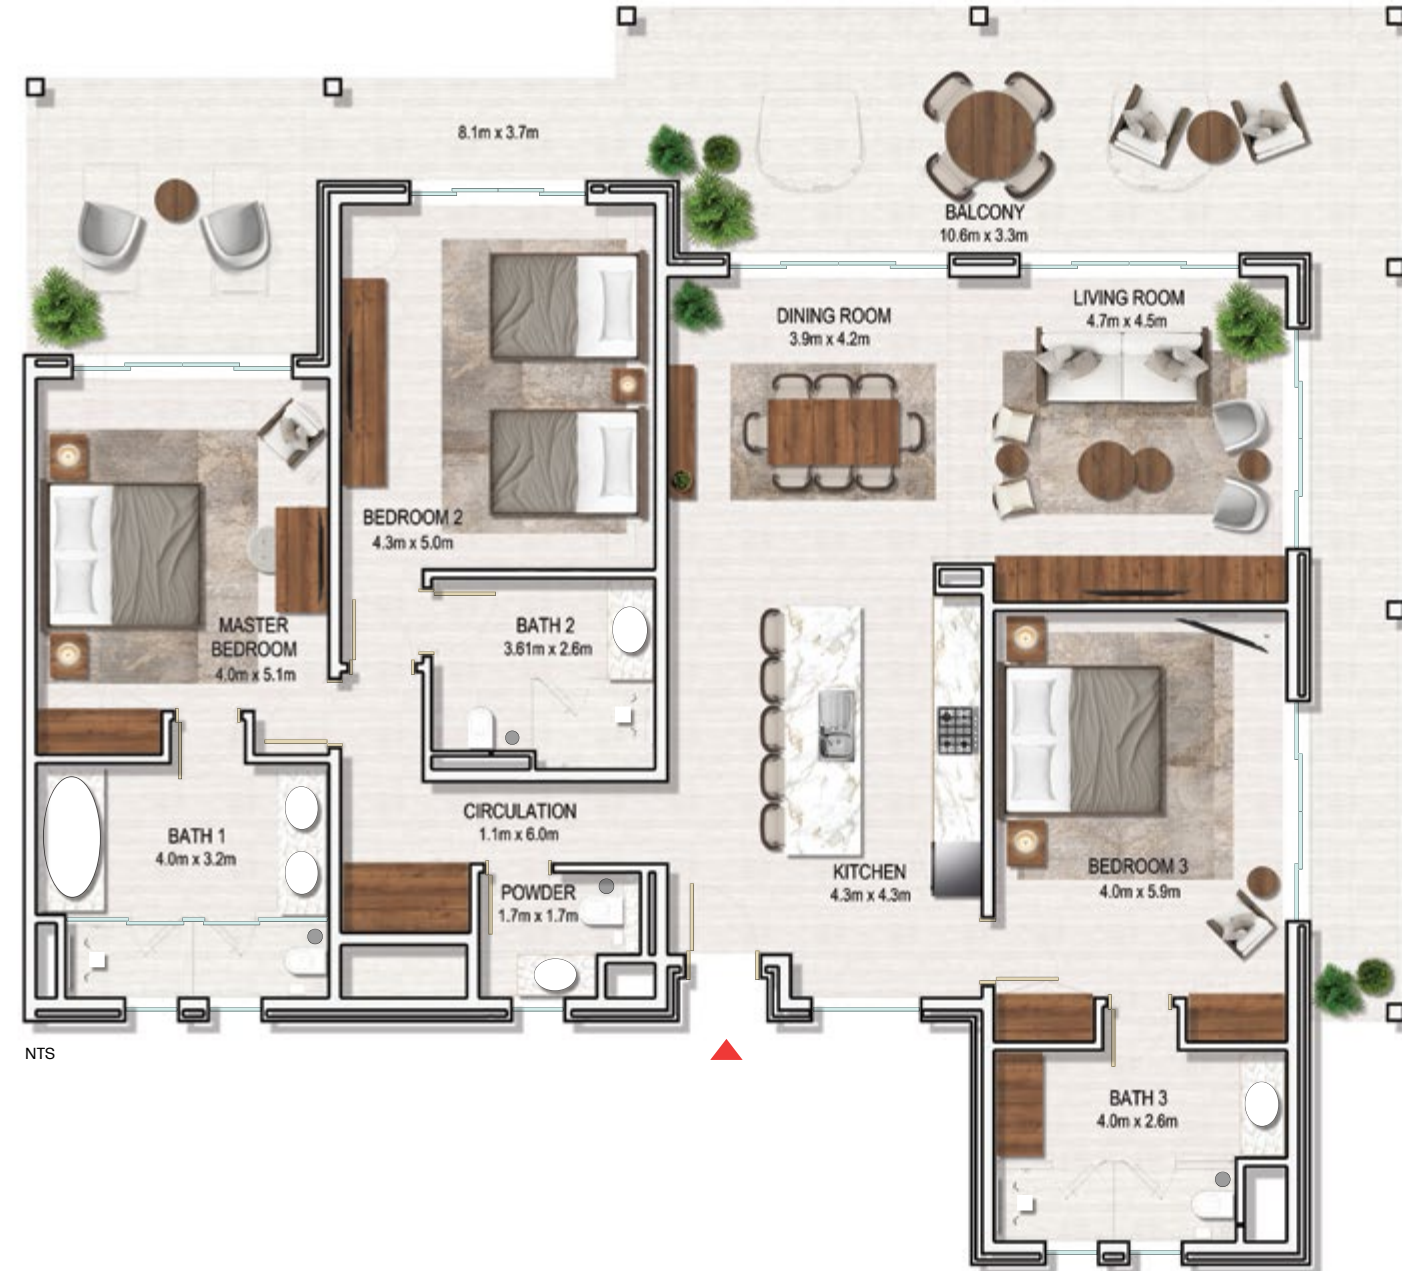 8.1m x 3.7m
BALCONY
10.6m x 3.3m
DINING ROOM
3.9m x 4.2m
LIVING ROOM
4.7m x 4.5m
BEDROOM 2
4.3m x 5.0m
MASTER
BEDROOM
4.0m x 5.1m
BATH 2
3.61m x 2.6m
CIRCULATION
1.1m x 6.0m
BATH 1
4.0m x 3.2m
POWDER
1.7m x 1.7m
KITCHEN
4.3m x 4.3m
BEDROOM 3
4.0m x 5.9m
NTS
BATH 3
4.0m x 2.6m